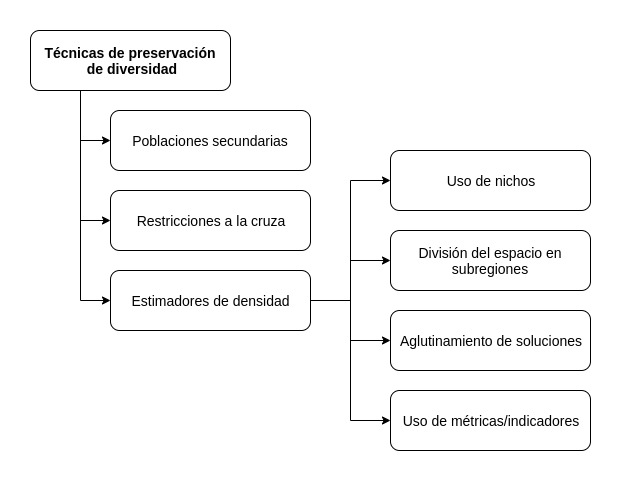 Técnicas de preservación
de diversidad
Poblaciones secundarias
Restricciones a la cruza
Estimadores de densidad
Uso de nichos
División del espacio en
subregiones
Aglutinamiento de soluciones
Uso de métricas/indicadores